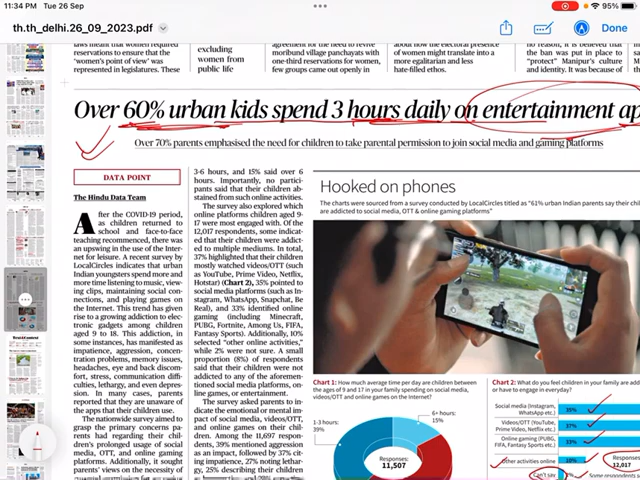 11:34 PM Tue 26 Sep
95%
th.th_delhi.26_09_2023.pdf
Done
laws meant that women required
reservations to ensure that the
'women's point of view' was
represented in legislatures. These
excluding
women from
public life
agreement for the need to revive
moribund village panchayats with
one-third reservations for women,
few groups came out openly in
about how the electoral presence
of women might translate into a
more egalitarian and less
hate-filled ethos.
no reason, it is believed that
the ban was put in place to
"protect" Manipur's culture
and identity. It was because of
Over 60% urban kids spend 3 hours daily on entertainment ap
Over 70% parents emphasised the need for children to take parental permission to join social media and gaming platforms
DATA POINT
The Hindu Data Team
After the COVID-19 period,
as children returned to
school and face-to-face
teaching recommenced, there was
an upswing in the use of the Inter-
net for leisure. A recent survey by
LocalCircles indicates that urban
Indian youngsters spend more and
more time listening to music, view-
ing clips, maintaining social con-
nections, and playing games on
the Internet. This trend has given
rise to a growing addiction to elec-
tronic gadgets among children
aged 9 to 18. This addiction, in
some instances, has manifested as
impatience, aggression, concen-
tration problems, memory issues,
headaches, eye and back discom-
fort, stress, communication diffi-
culties, lethargy, and even depres-
sion. In many cases, parents
reported that they are unaware of
the apps that their children use.
The nationwide survey aimed to
grasp the primary concerns pa-
rents had regarding their chil-
dren's prolonged usage of social
media, OTT, and online gaming
platforms. Additionally, it sought
parents' views on the necessity of
3-6 hours, and 15% said over 6
hours. Importantly, no partici-
pants said that their children ab-
stained from such online activities.
The survey also explored which
online platforms children aged 9-
17 were most engaged with. Of the
12,017 respondents, some indicat-
ed that their children were addict-
ed to multiple mediums. In total,
37% highlighted that their children
mostly watched videos/OTT (such
as YouTube, Prime Video, Netflix,
Hotstar) (Chart 2), 35% pointed to
social media platforms (such as In-
stagram, WhatsApp, Snapchat, Be
Real), and 33% identified online
gaming (including Minecraft,
PUBG, Fortnite, Among Us, FIFA,
Fantasy Sports). Additionally, 10%
selected "other online activities,"
while 2% were not sure. A small
proportion (8%) of respondents
said their children were not
addicted to any of the aforemen-
tioned social media platforms, on-
line games, or entertainment.
The survey asked parents to in-
dicate the emotional or mental im-
pact of social media, videos/OTT,
and online games on their chil-
dren. Among the 11,697 respon-
dents, 39% mentioned aggression
as an impact, followed by 37% cit-
ing impatience, 27% noting lethar-
gy, 25% describing their children
Hooked on phones
The charts were sourced from a survey conducted by LocalCircles titled as "61% urban Indian parents say their ch
are addicted to social media, OTT & online gaming platforms"
Chart 1: How much average time per day are children between
the ages of 9 and 17 in your family spending on social media,
videos/OTT and online games on the Internet?
1-3 hours:
39%
6+ hours:
15%
Responses:
11,507
Chart 2: What do you feel children in your family are add
or have to engage in everyday?
Social media (Instagram,
WhatsApp etc.)
35%
Videos/OTT (YouTube,
Prime Video, Netflix etc.)
37%
Online gaming (PUBG,
FIFA, Fantasy Sports etc.)
33%
Other activities online
10%
Can't say
Responses
12,017